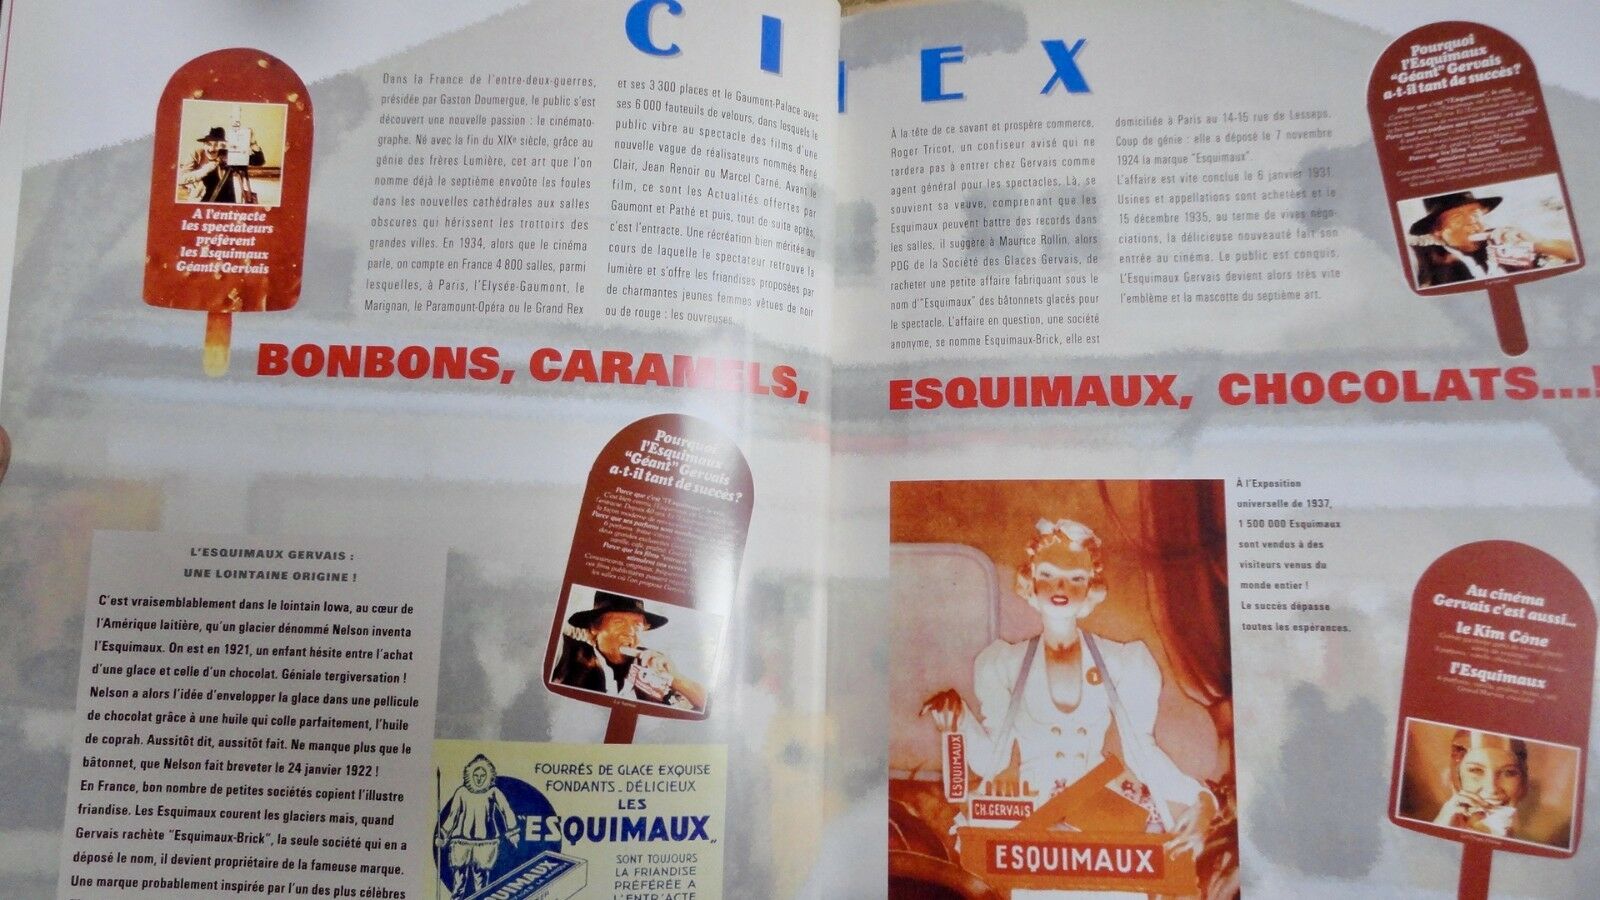 C I N E X
A l'entracte
les spectateurs
préfèrent
les Esquimaux
Géants Gervais
Dans la France de l'entre-deux-guerres,
présidée par Gaston Doumergue, le public s'est
découvert une nouvelle passion : le cinémato-
graphe. Né avec la fin du XIXe siècle, grâce au
génie des frères Lumière, cet art que l'on
nomme déjà le septième envoûte les foules
dans les nouvelles cathédrales aux salles
obscures qui hérissent les trottoirs des
grandes villes. En 1934, alors que le cinéma
parle, on compte en France 4 800 salles, parmi
lesquelles, à Paris, l'Elysée-Gaumont, le
Marignan, le Paramount-Opéra ou le Grand Rex
et ses 3 300 places et le Gaumont-Palace avec
ses 6 000 fauteuils de velours, dans lesquels le
public vibre au spectacle des films d'une
nouvelle vague de réalisateurs nommés René
Clair, Jean Renoir ou Marcel Carné. Avant le
film, ce sont les Actualités offertes par
Gaumont et Pathé et puis, tout de suite après,
c'est l'entracte. Une récréation bien méritée au
cours de laquelle le spectateur retrouve la
lumière et s'offre les friandises proposées par
de charmantes jeunes femmes vêtues de noir
ou de rouge : les ouvreuses.
À la tête de ce savant et prospère commerce,
Roger Tricot, un confiseur avisé qui ne
tardera pas à entrer chez Gervais comme
agent général pour les spectacles. Là, se
souvient sa veuve, comprenant que les
Esquimaux peuvent battre des records dans
les salles, il suggère à Maurice Rollin, alors
PDG de la Société des Glaces Gervais, de
racheter une petite affaire fabriquant sous le
nom d'"Esquimaux" des bâtonnets glacés pour
le spectacle. L'affaire en question, une société
anonyme, se nomme Esquimaux-Brick, elle est
domiciliée à Paris au 14-15 rue de Lesseps.
Coup de génie : elle a déposé le 7 novembre
1924 la marque "Esquimaux".
L'affaire est vite conclue le 6 janvier 1931.
Usines et appellations sont achetées et le
15 décembre 1935, au terme de vives négo-
ciations, la délicieuse nouveauté fait son
entrée au cinéma. Le public est conquis,
L'Esquimaux Gervais devient alors très vite
l'emblème et la mascotte du septième art.
Pourquoi
l'Esquimaux
"Géant" Gervais
a-t-il tant de succès?
Parce que c'est "l'Esquimaux", le vrai.
BONBONS, CARAMELS, ESQUIMAUX, CHOCOLATS...!
Pourquoi
l'Esquimaux
"Géant" Gervais
a-t-il tant de succès?
Parce que c'est "l'Esquimaux", le vrai.
L'ESQUIMAUX GERVAIS :
UNE LOINTAINE ORIGINE !
C'est vraisemblablement dans le lointain Iowa, au cœur de
l'Amérique laitière, qu'un glacier dénommé Nelson inventa
l'Esquimaux. On est en 1921, un enfant hésite entre l'achat
d'une glace et celle d'un chocolat. Géniale tergiversation !
Nelson a alors l'idée d'envelopper la glace dans une pellicule
de chocolat grâce à une huile qui colle parfaitement, l'huile
de coprah. Aussitôt dit, aussitôt fait. Ne manque plus que le
bâtonnet, que Nelson fait breveter le 24 janvier 1922 !
En France, bon nombre de petites sociétés copient l'illustre
friandise. Les Esquimaux courent les glaciers mais, quand
Gervais rachète "Esquimaux-Brick", la seule société qui en a
déposé le nom, il devient propriétaire de la fameuse marque.
Une marque probablement inspirée par l'un des plus célèbres
FOURRÉS DE GLACE EXQUISE
FONDANTS - DÉLICIEUX
LES
"ESQUIMAUX"
SONT TOUJOURS
LA FRIANDISE
PRÉFÉRÉE A
L'ENTR'ACTE
ESQUIMAUX
CH. GERVAIS
ESQUIMAUX
À l'Exposition
universelle de 1937,
1 500 000 Esquimaux
sont vendus à des
visiteurs venus du
monde entier !
Le succès dépasse
toutes les espérances.
Au cinéma
Gervais c'est aussi...
le Kim Cône
l'Esquimaux